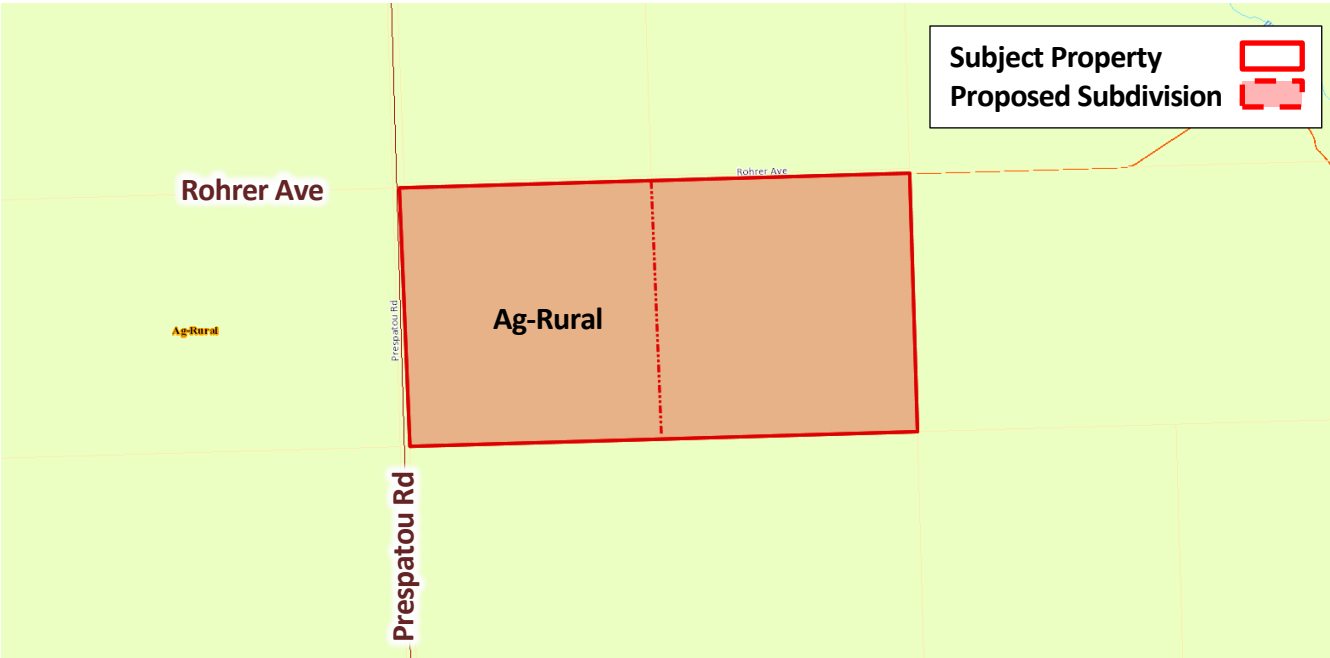 Subject Property
Proposed Subdivision
Rohrer Ave
Rohrer Ave
Prespatou Rd
Ag-Rural
Ag-Rural
Prespatou Rd